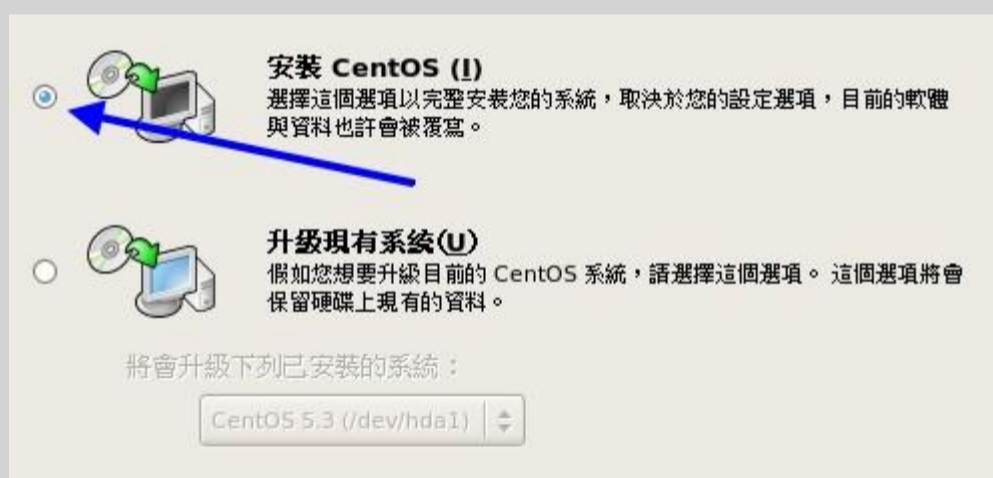 安裝 CentOS (I)
選擇這個選項以完整安裝您的系統，取決於您的設定選項，目前的軟體
與資料也許會被覆寫。
升級現有系統(U)
假如您想要升級目前的 CentOS 系統，請選擇這個選項。 這個選項將會
保留硬碟上現有的資料。
將會升級下列已安裝的系統：
CentOS 5.3 (/dev/hda1)